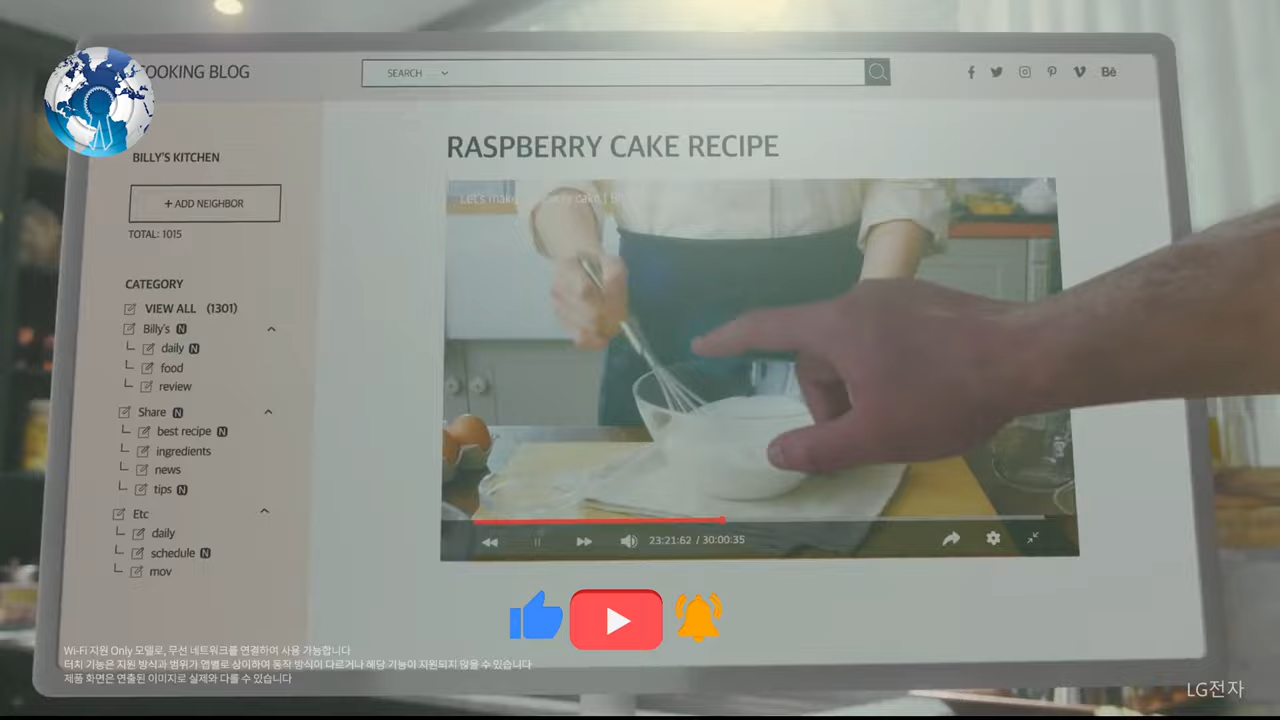 COOKING BLOG
SEARCH
Bē
BILLY'S KITCHEN
+ ADD NEIGHBOR
TOTAL: 1015
CATEGORY
VIEW ALL (1301)
Billy's N
daily N
food
review
Share N
best recipe N
ingredients
news
tips N
Etc
daily
schedule N
mov
RASPBERRY CAKE RECIPE
Let's make cake
23:21:62 / 30:00:35
Wi-Fi 지원 Only 모델로, 무선 네트워크를 연결하여 사용 가능합니다
터치 기능은 지원 방식과 범위가 앱별로 상이하여 동작 방식이 다르거나 해당 기능이 지원되지 않을 수 있습니다
제품 화면은 연출된 이미지로 실제와 다를 수 있습니다
LG전자